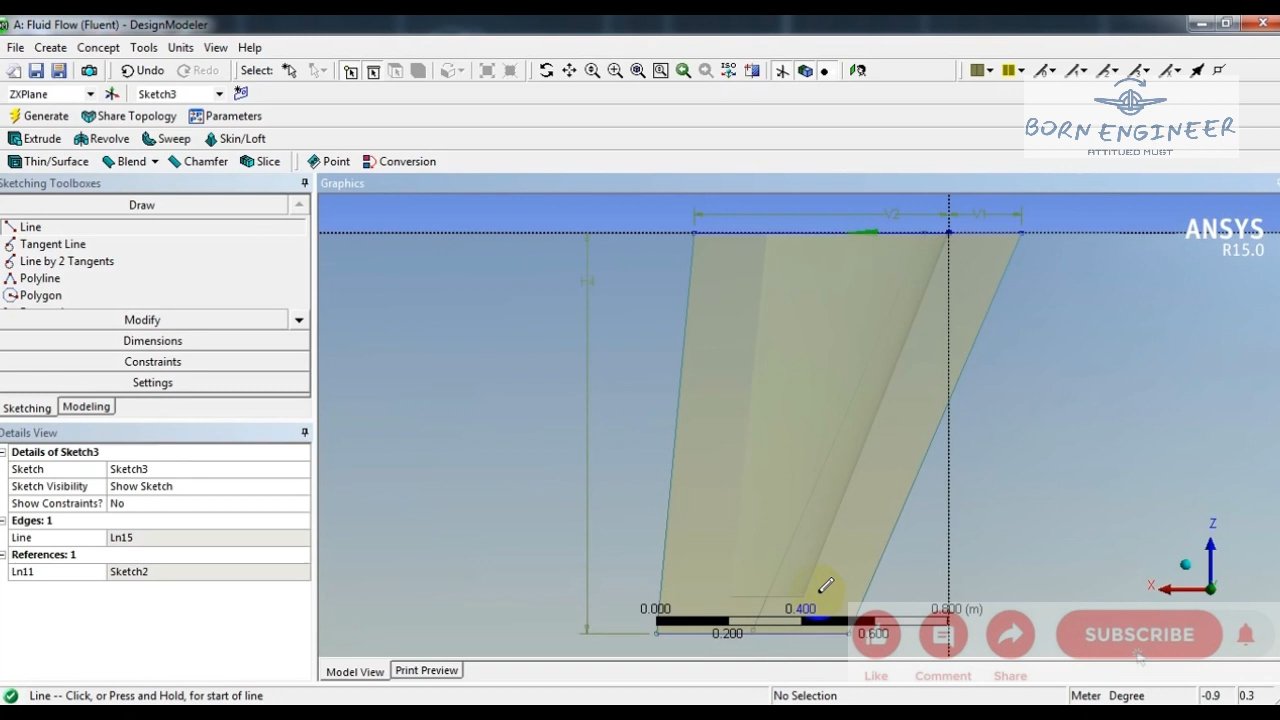 A: Fluid Flow (Fluent) - DesignModeler
File Create Concept Tools Units View Help
Undo Redo Select: ISO
ZXPlane Sketch3
Generate Share Topology Parameters
BORN ENGINEER
ATTITUED MUST
Extrude Revolve Sweep Skin/Loft
Thin/Surface Blend Chamfer Slice Point Conversion
Sketching Toolboxes
Graphics
Draw
Line
Tangent Line
Line by 2 Tangents
Polyline
Polygon
Modify
Dimensions
Constraints
Settings
Sketching Modeling
V2 V1
H4
ANSYS
R15.0
Details View
Details of Sketch3
Sketch Sketch3
Sketch Visibility Show Sketch
Show Constraints? No
Edges: 1
Line Ln15
References: 1
Ln11 Sketch2
Z
X
0.000 0.400 0.800 (m)
0.200 0.600
SUBSCRIBE
Like Comment Share
Model View Print Preview
Line -- Click, or Press and Hold, for start of line No Selection Meter Degree -0.9 0.3